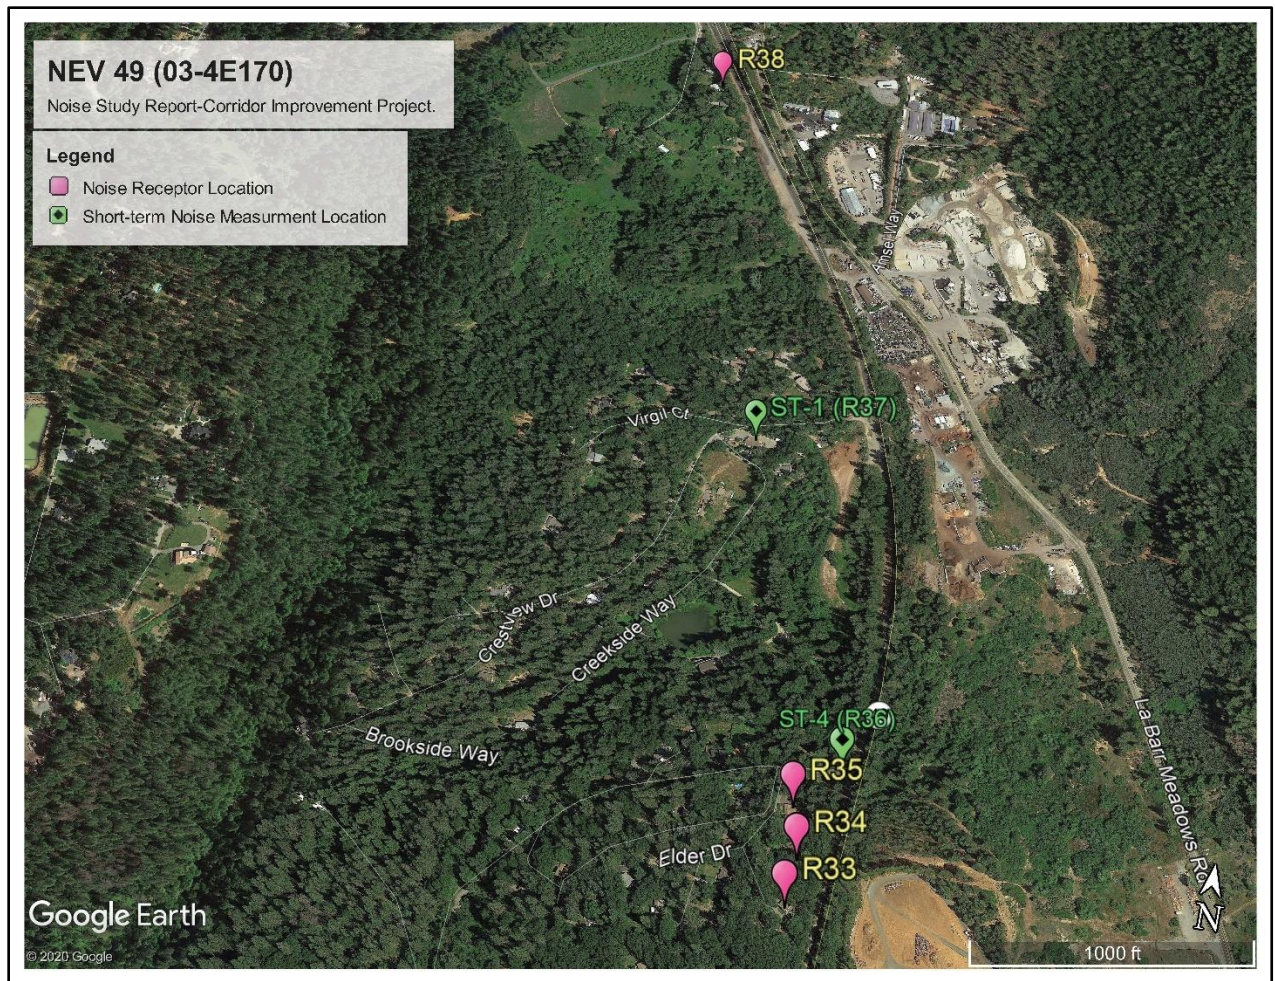 NEV 49 (03-4E170)
Noise Study Report-Corridor Improvement Project.
Legend
Noise Receptor Location
Short-term Noise Measurment Location
R38
Amsel Way
Virgil Ct
ST-1 (R37)
Crestview Dr
Creekside Way
Brookside Way
ST-4 (R36)
R35
R34
Elder Dr
R33
La Barr Meadows Rd
N
Google Earth
© 2020 Google
1000 ft